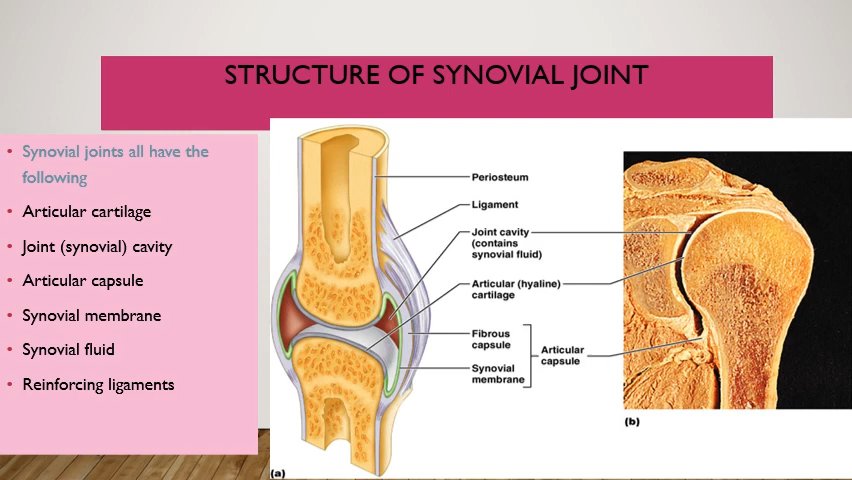 STRUCTURE OF SYNOVIAL JOINT
• Synovial joints all have the
following
• Articular cartilage
• Joint (synovial) cavity
• Articular capsule
• Synovial membrane
• Synovial fluid
• Reinforcing ligaments
Periosteum
Ligament
Joint cavity
(contains
synovial fluid)
Articular (hyaline)
cartilage
Fibrous
capsule
Synovial
membrane
Articular
capsule
(a)
(b)